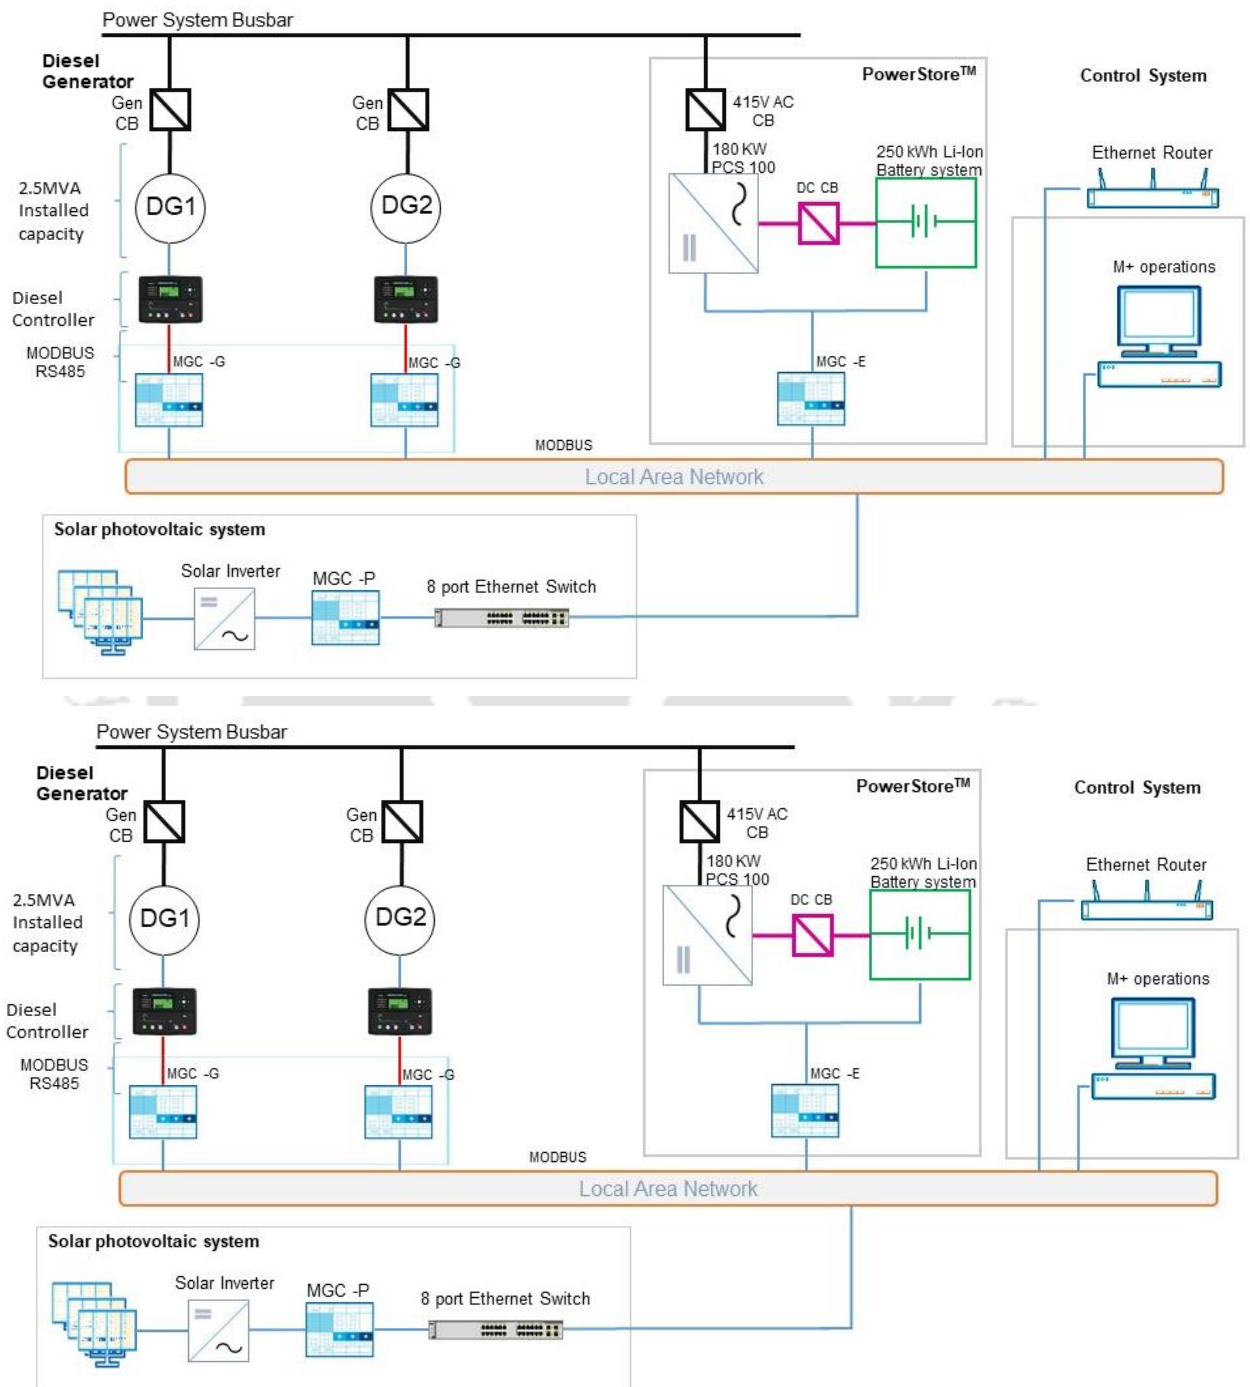 Power System Busbar
Diesel
Generator
Gen
CB
Gen
CB
PowerStore™
Control System
415V AC
CB
180 KW
PCS 100
250 kWh Li-Ion
Battery system
DC CB
Ethernet Router
2.5MVA
Installed
capacity
DG1
DG2
M+ operations
Diesel
Controller
MODBUS
RS485
MGC -G
MGC -G
MGC -E
MODBUS
Local Area Network
Solar photovoltaic system
Solar Inverter
MGC -P
8 port Ethernet Switch
Power System Busbar
Diesel
Generator
Gen
CB
Gen
CB
PowerStore™
Control System
415V AC
CB
180 KW
PCS 100
250 kWh Li-Ion
Battery system
DC CB
Ethernet Router
2.5MVA
Installed
capacity
DG1
DG2
M+ operations
Diesel
Controller
MODBUS
RS485
MGC -G
MGC -G
MGC -E
MODBUS
Local Area Network
Solar photovoltaic system
Solar Inverter
MGC -P
8 port Ethernet Switch